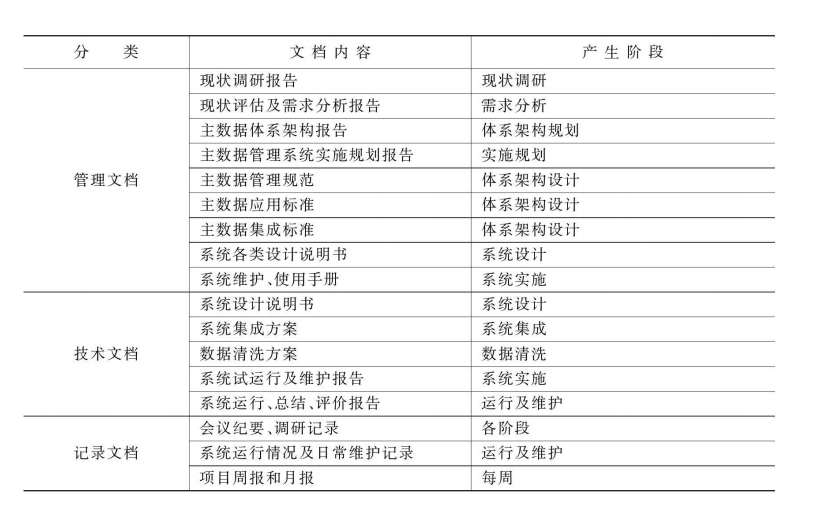 分 类 文档内容 产生阶段
现状调研报告 现状调研
现状评估及需求分析报告 需求分析
主数据体系架构报告 体系架构规划
主数据管理系统实施规划报告 实施规划
管理文档 主数据管理规范 体系架构设计
主数据应用标准 体系架构设计
主数据集成标准 体系架构设计
系统各类设计说明书 系统设计
系统维护、使用手册 系统实施
系统设计说明书 系统设计
系统集成方案 系统集成
技术文档 数据清洗方案 数据清洗
系统试运行及维护报告 系统实施
系统运行、总结、评价报告 运行及维护
会议纪要、调研记录 各阶段
记录文档 系统运行情况及日常维护记录 运行及维护
项目周报和月报 每周